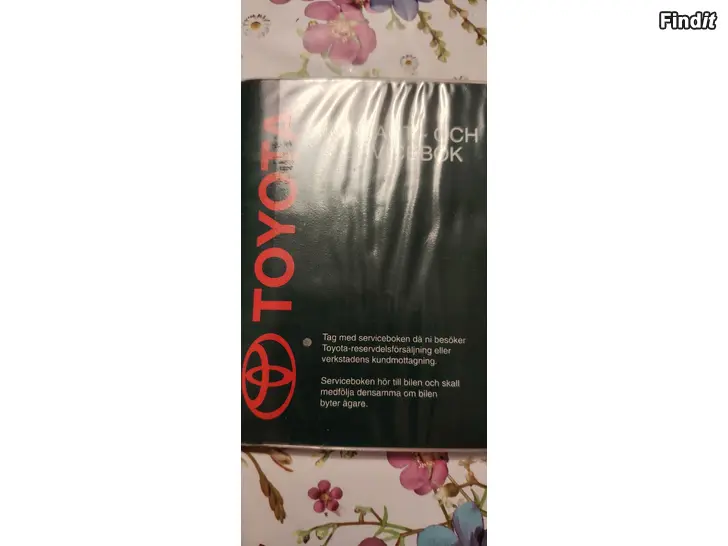 Findit
OCH
TOYOTA
Tag med serviceboken då ni besöker
Toyota-reservdelsförsäljning eller
verkstadens kundmottagning.
Serviceboken hör till bilen och skall
medfölja densamma om bilen
byter ägare.